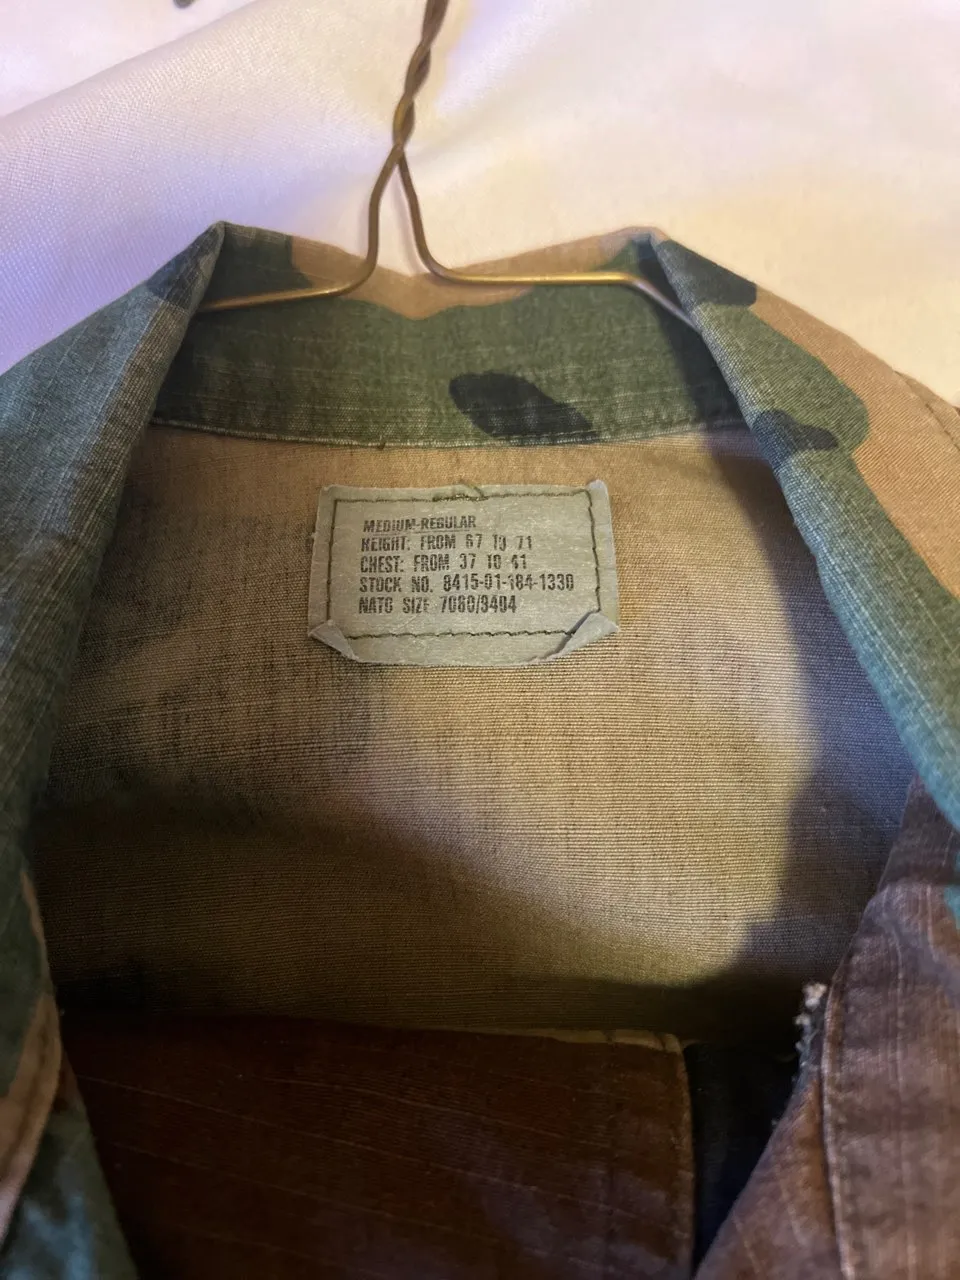 MEDIUM-REGULAR
HEIGHT: FROM 67 TO 71
CHEST: FROM 37 TO 41
STOCK NO. 8415-01-184-1330
NATO SIZE 7080/9404